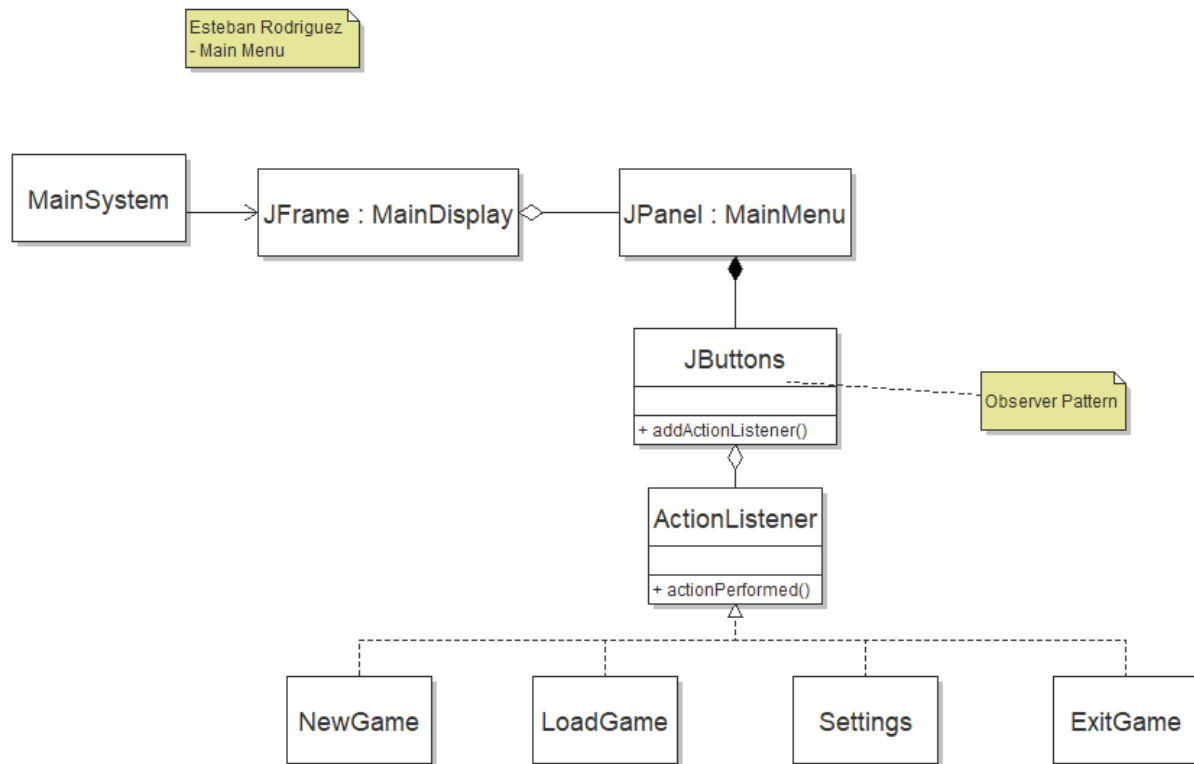 Esteban Rodriguez
- Main Menu
MainSystem
JFrame : MainDisplay
JPanel : MainMenu
JButtons
+ addActionListener()
Observer Pattern
ActionListener
+ actionPerformed()
NewGame
LoadGame
Settings
ExitGame